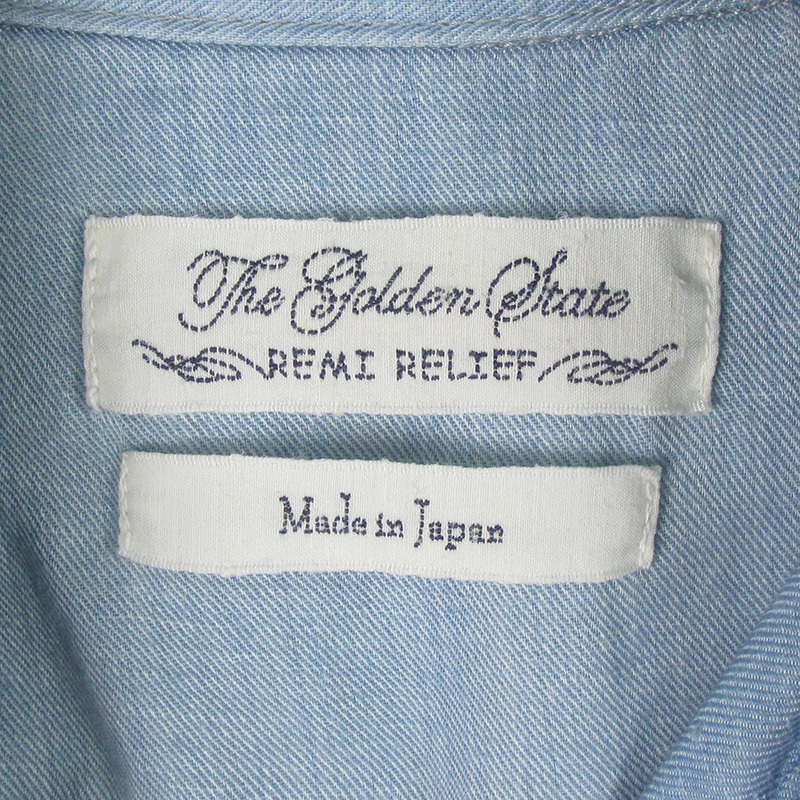 The Golden State
REMI RELIEF
Made in Japan